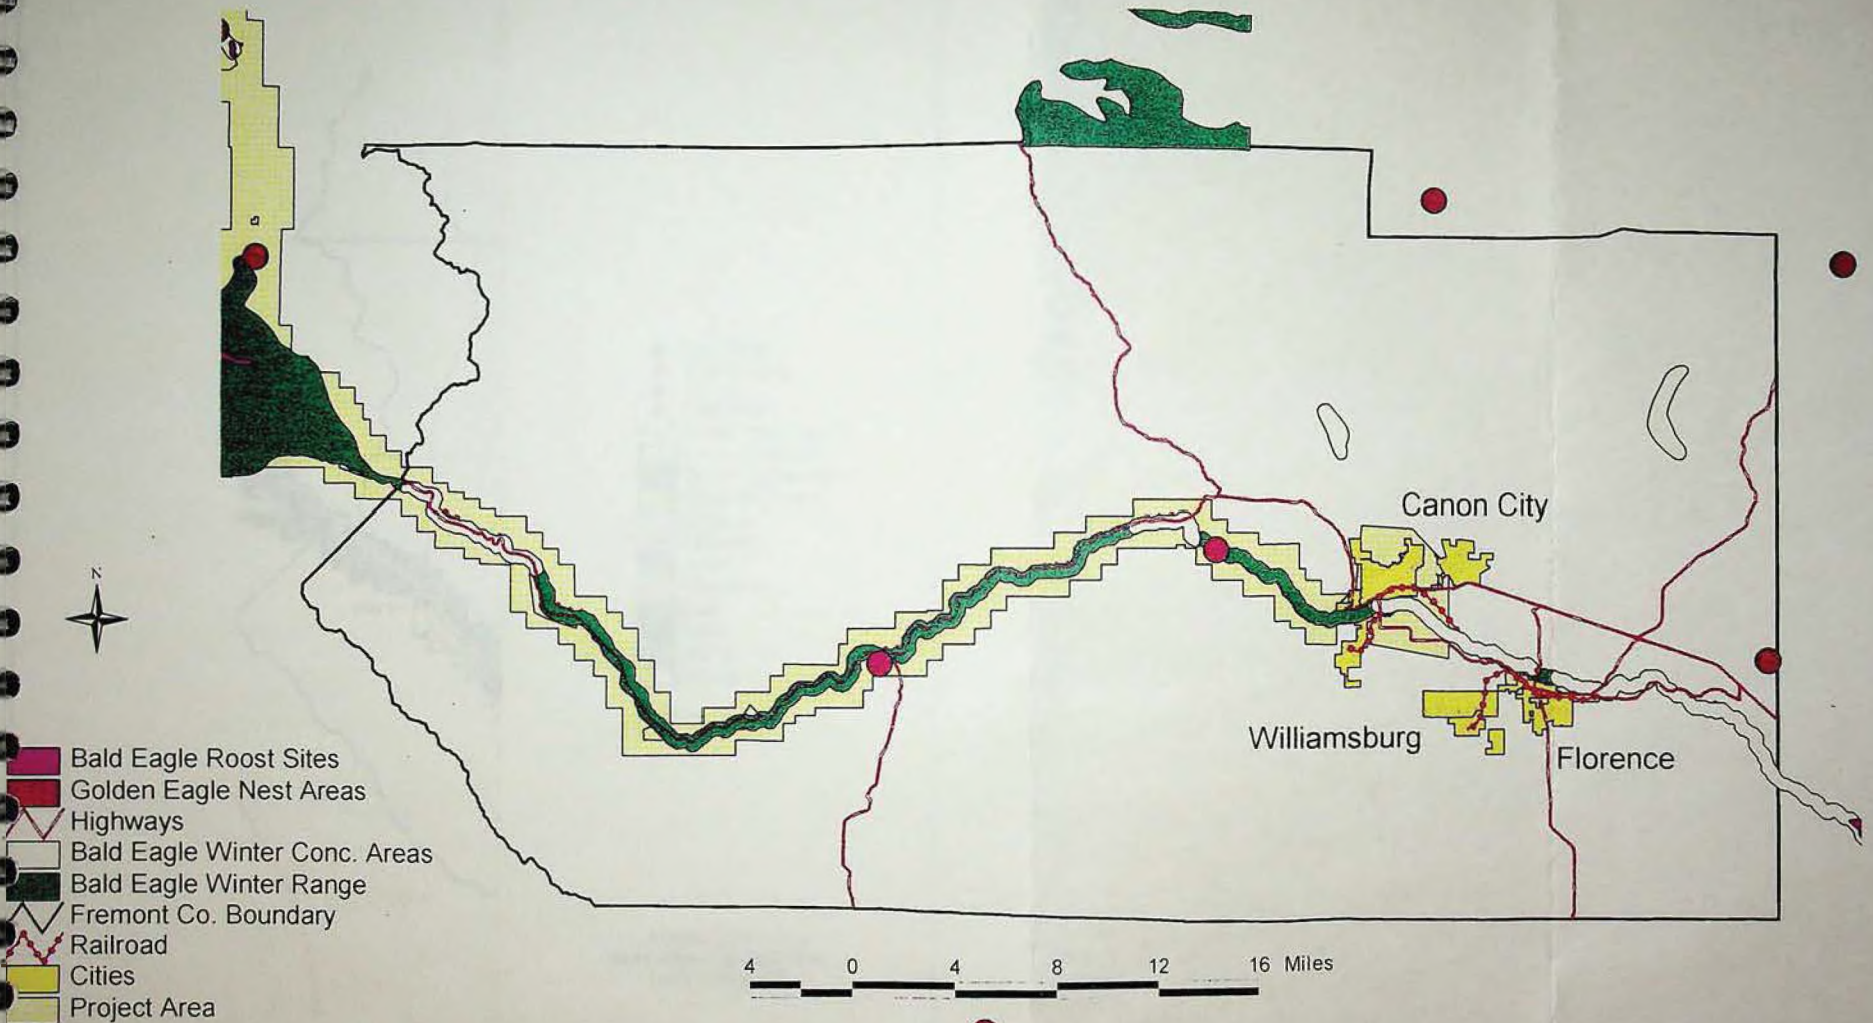 Canon City
N
Williamsburg
Florence
Bald Eagle Roost Sites
Golden Eagle Nest Areas
Highways
Bald Eagle Winter Conc. Areas
Bald Eagle Winter Range
Fremont Co. Boundary
Railroad
Cities
Project Area
4 0 4 8 12 16 Miles